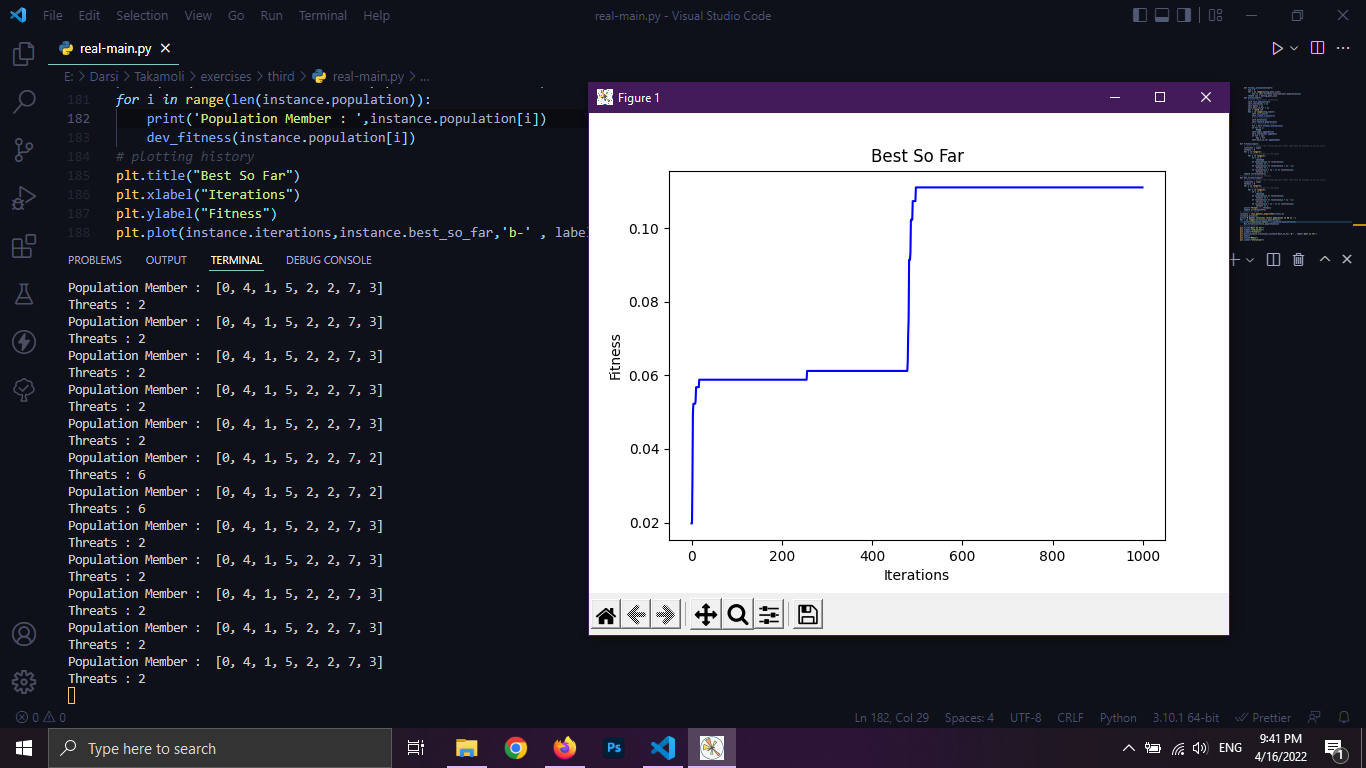 File Edit Selection View Go Run Terminal Help
real-main.py - Visual Studio Code
real-main.py
E: > Darsi > Takamoli > exercises > third > real-main.py > ...
181 for i in range(len(instance.population)):
182 print('Population Member : ',instance.population[i])
183 dev_fitness(instance.population[i])
184 # plotting history
185 plt.title("Best So Far")
186 plt.xlabel("Iterations")
187 plt.ylabel("Fitness")
188 plt.plot(instance.iterations,instance.best_so_far,'b-' , labe
PROBLEMS OUTPUT TERMINAL DEBUG CONSOLE
Population Member :  [0, 4, 1, 5, 2, 2, 7, 3]
Threats : 2
Population Member :  [0, 4, 1, 5, 2, 2, 7, 3]
Threats : 2
Population Member :  [0, 4, 1, 5, 2, 2, 7, 3]
Threats : 2
Population Member :  [0, 4, 1, 5, 2, 2, 7, 3]
Threats : 2
Population Member :  [0, 4, 1, 5, 2, 2, 7, 3]
Threats : 2
Population Member :  [0, 4, 1, 5, 2, 2, 7, 2]
Threats : 6
Population Member :  [0, 4, 1, 5, 2, 2, 7, 2]
Threats : 6
Population Member :  [0, 4, 1, 5, 2, 2, 7, 3]
Threats : 2
Population Member :  [0, 4, 1, 5, 2, 2, 7, 3]
Threats : 2
Population Member :  [0, 4, 1, 5, 2, 2, 7, 3]
Threats : 2
Population Member :  [0, 4, 1, 5, 2, 2, 7, 3]
Threats : 2
Population Member :  [0, 4, 1, 5, 2, 2, 7, 3]
Threats : 2
Figure 1
Best So Far
0.10
0.08
0.06
0.04
0.02
Fitness
0 200 400 600 800 1000
Iterations
0 0
Ln 182, Col 29 Spaces: 4 UTF-8 CRLF Python 3.10.1 64-bit Prettier
Type here to search
Ps
ENG
9:41 PM
4/16/2022
1